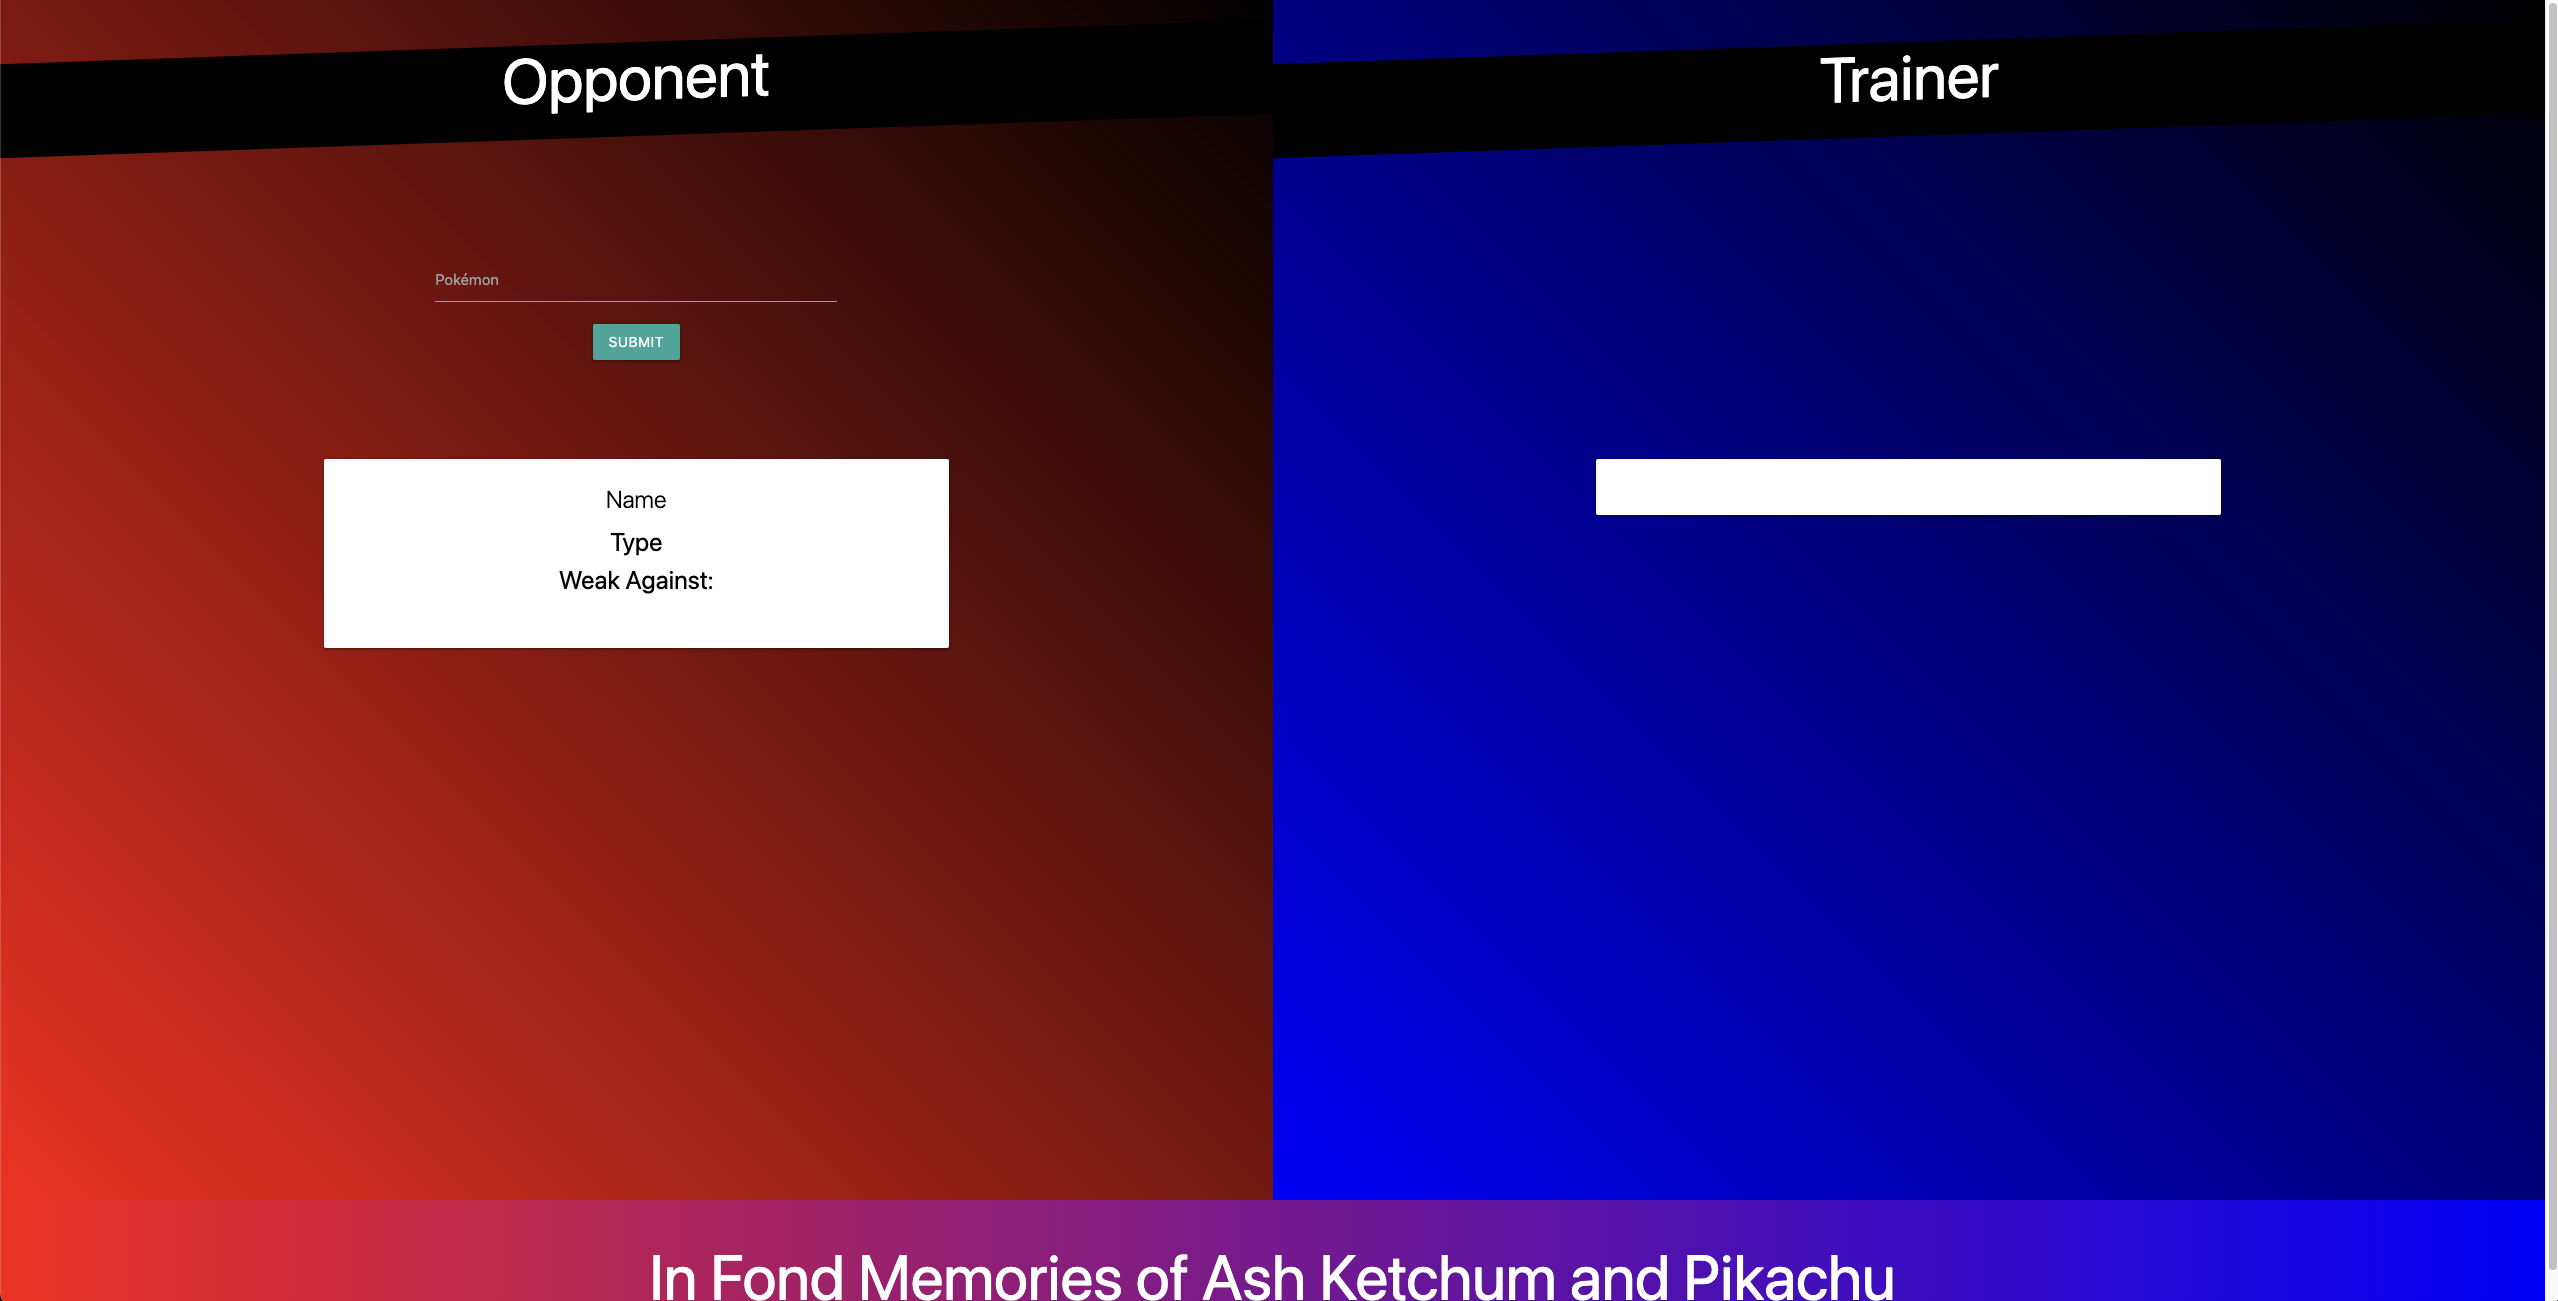 Opponent
Trainer
Pokémon
SUBMIT
Name
Type
Weak Against:
In Fond Memories of Ash Ketchum and Pikachu